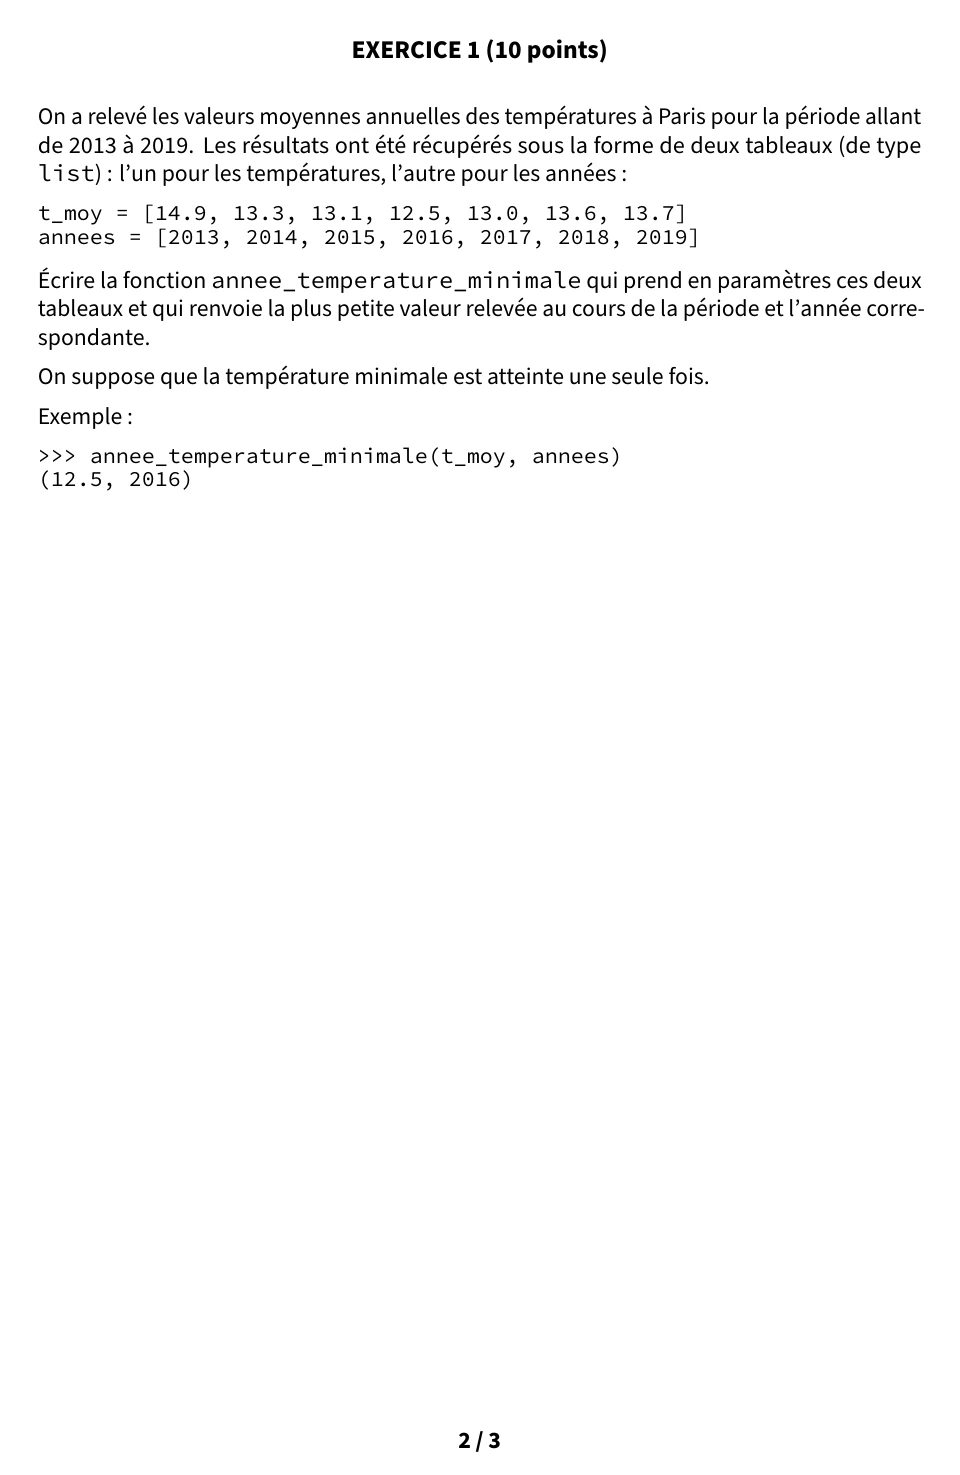 EXERCICE 1 (10 points)
On a relevé les valeurs moyennes annuelles des températures à Paris pour la période allant
de 2013 à 2019. Les résultats ont été récupérés sous la forme de deux tableaux (de type
list) : l’un pour les températures, l’autre pour les années :
t_moy = [14.9, 13.3, 13.1, 12.5, 13.0, 13.6, 13.7]
annees = [2013, 2014, 2015, 2016, 2017, 2018, 2019]
Écrire la fonction annee_temperature_minimale qui prend en paramètres ces deux
tableaux et qui renvoie la plus petite valeur relevée au cours de la période et l’année corre-
spondante.
On suppose que la température minimale est atteinte une seule fois.
Exemple :
>>> annee_temperature_minimale(t_moy, annees)
(12.5, 2016)
2 / 3